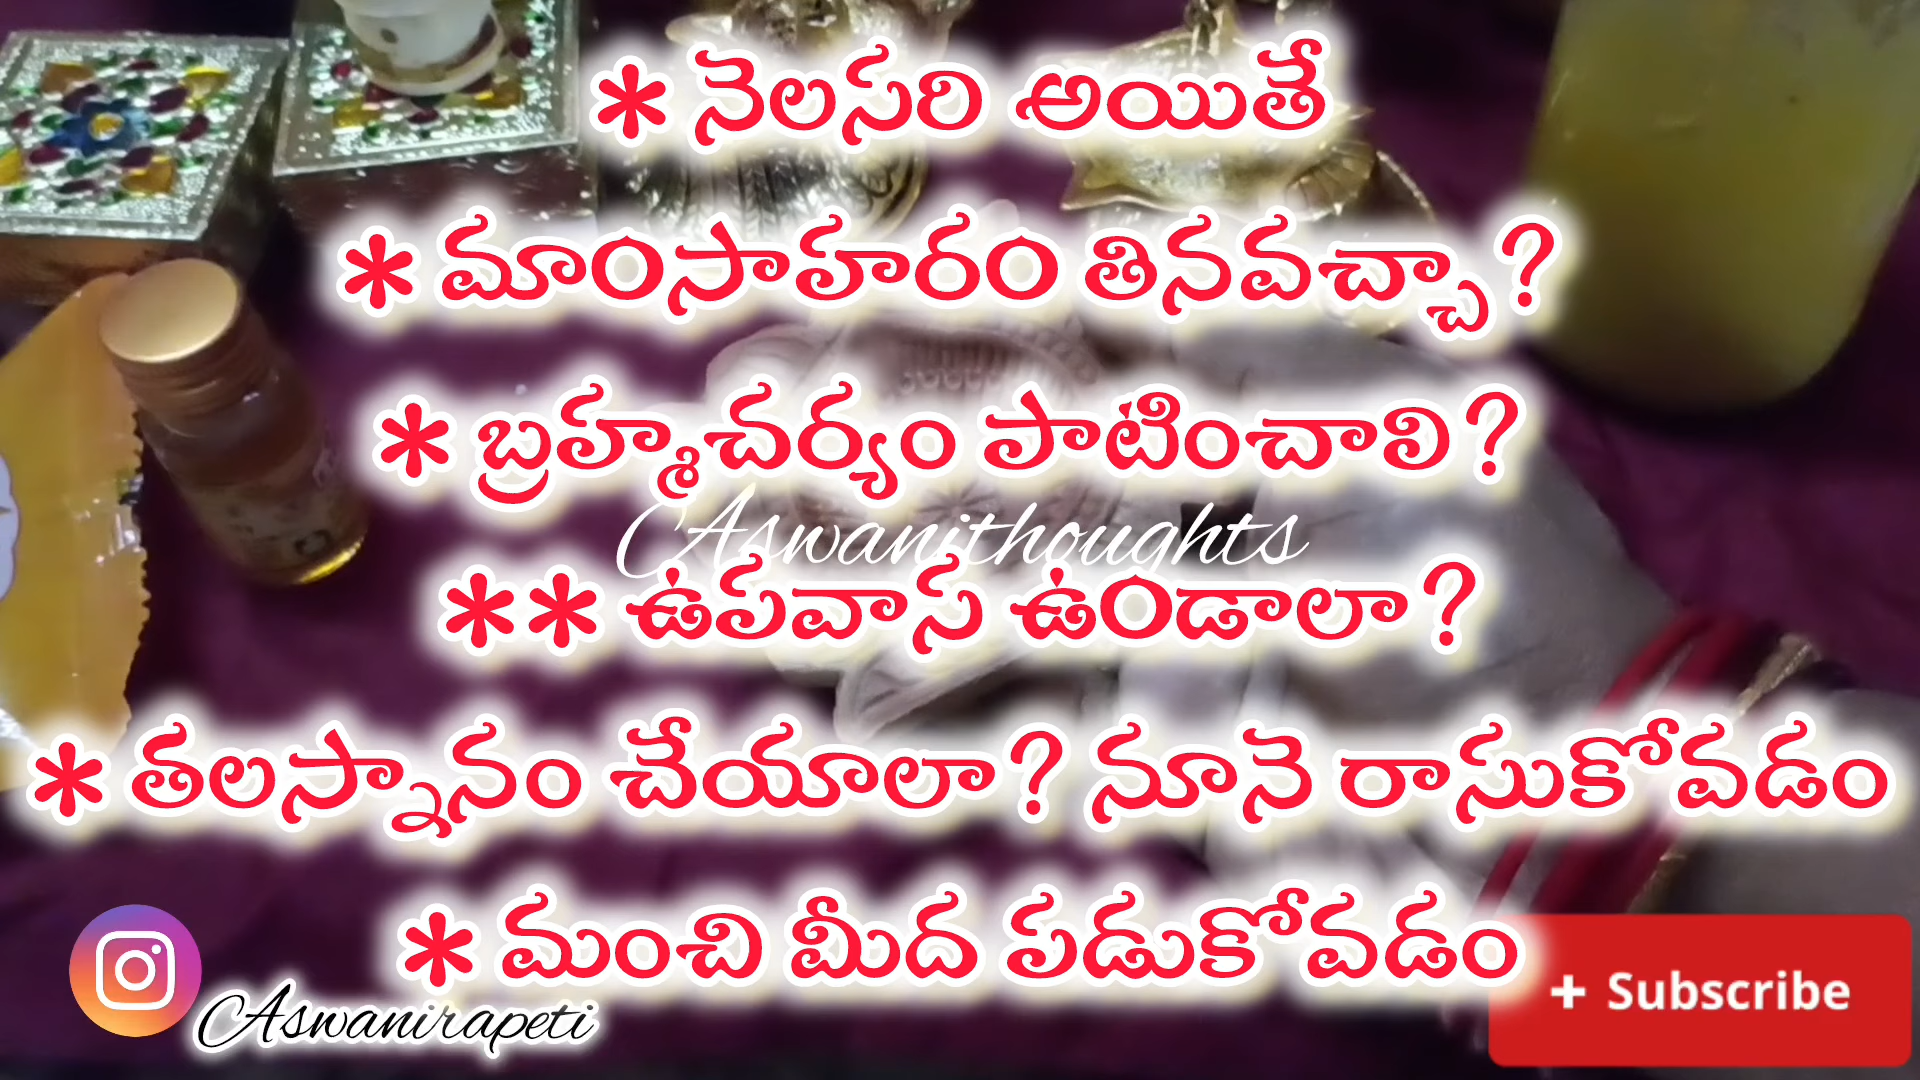 * నెలసరి అయితే
* మాంసాహారం తినవచ్చా?
* బ్రహ్మచర్యం పాటించాలి?
Aswanithoughts
** ఉపవాస ఉండాలా?
* తలస్నానం చేయాలా? నూనె రాసుకోవడం
* మంచి మీద పడుకోవడం
Aswanirapeti
+ Subscribe